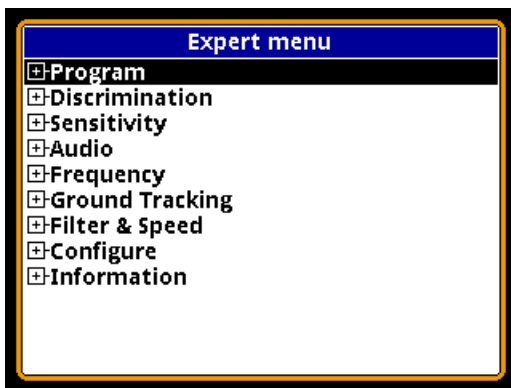 Expert menu
Program
Discrimination
Sensitivity
Audio
Frequency
Ground Tracking
Filter & Speed
Configure
Information